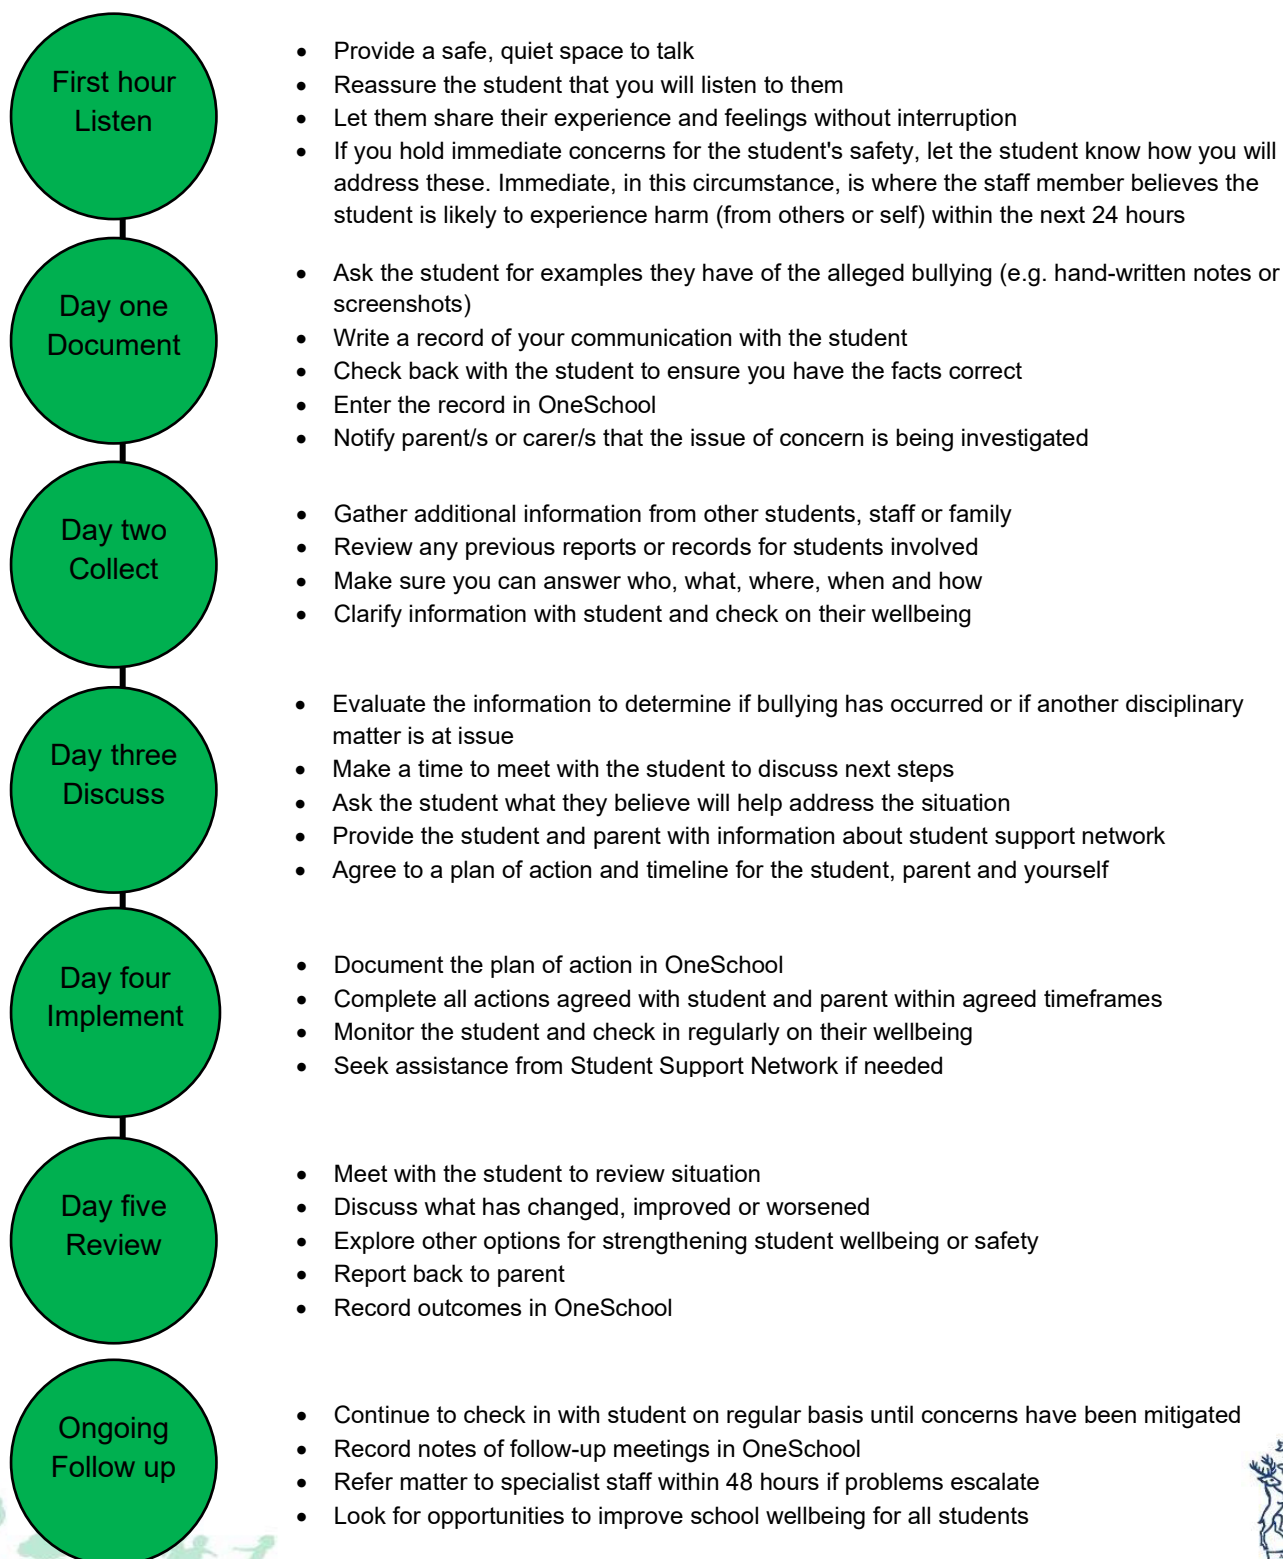 First hour
Listen
• Provide a safe, quiet space to talk
• Reassure the student that you will listen to them
• Let them share their experience and feelings without interruption
• If you hold immediate concerns for the student's safety, let the student know how you will
address these. Immediate, in this circumstance, is where the staff member believes the
student is likely to experience harm (from others or self) within the next 24 hours
Day one
Document
• Ask the student for examples they have of the alleged bullying (e.g. hand-written notes or
screenshots)
• Write a record of your communication with the student
• Check back with the student to ensure you have the facts correct
• Enter the record in OneSchool
• Notify parent/s or carer/s that the issue of concern is being investigated
Day two
Collect
• Gather additional information from other students, staff or family
• Review any previous reports or records for students involved
• Make sure you can answer who, what, where, when and how
• Clarify information with student and check on their wellbeing
Day three
Discuss
• Evaluate the information to determine if bullying has occurred or if another disciplinary
matter is at issue
• Make a time to meet with the student to discuss next steps
• Ask the student what they believe will help address the situation
• Provide the student and parent with information about student support network
• Agree to a plan of action and timeline for the student, parent and yourself
Day four
Implement
• Document the plan of action in OneSchool
• Complete all actions agreed with student and parent within agreed timeframes
• Monitor the student and check in regularly on their wellbeing
• Seek assistance from Student Support Network if needed
Day five
Review
• Meet with the student to review situation
• Discuss what has changed, improved or worsened
• Explore other options for strengthening student wellbeing or safety
• Report back to parent
• Record outcomes in OneSchool
Ongoing
Follow up
• Continue to check in with student on regular basis until concerns have been mitigated
• Record notes of follow-up meetings in OneSchool
• Refer matter to specialist staff within 48 hours if problems escalate
• Look for opportunities to improve school wellbeing for all students